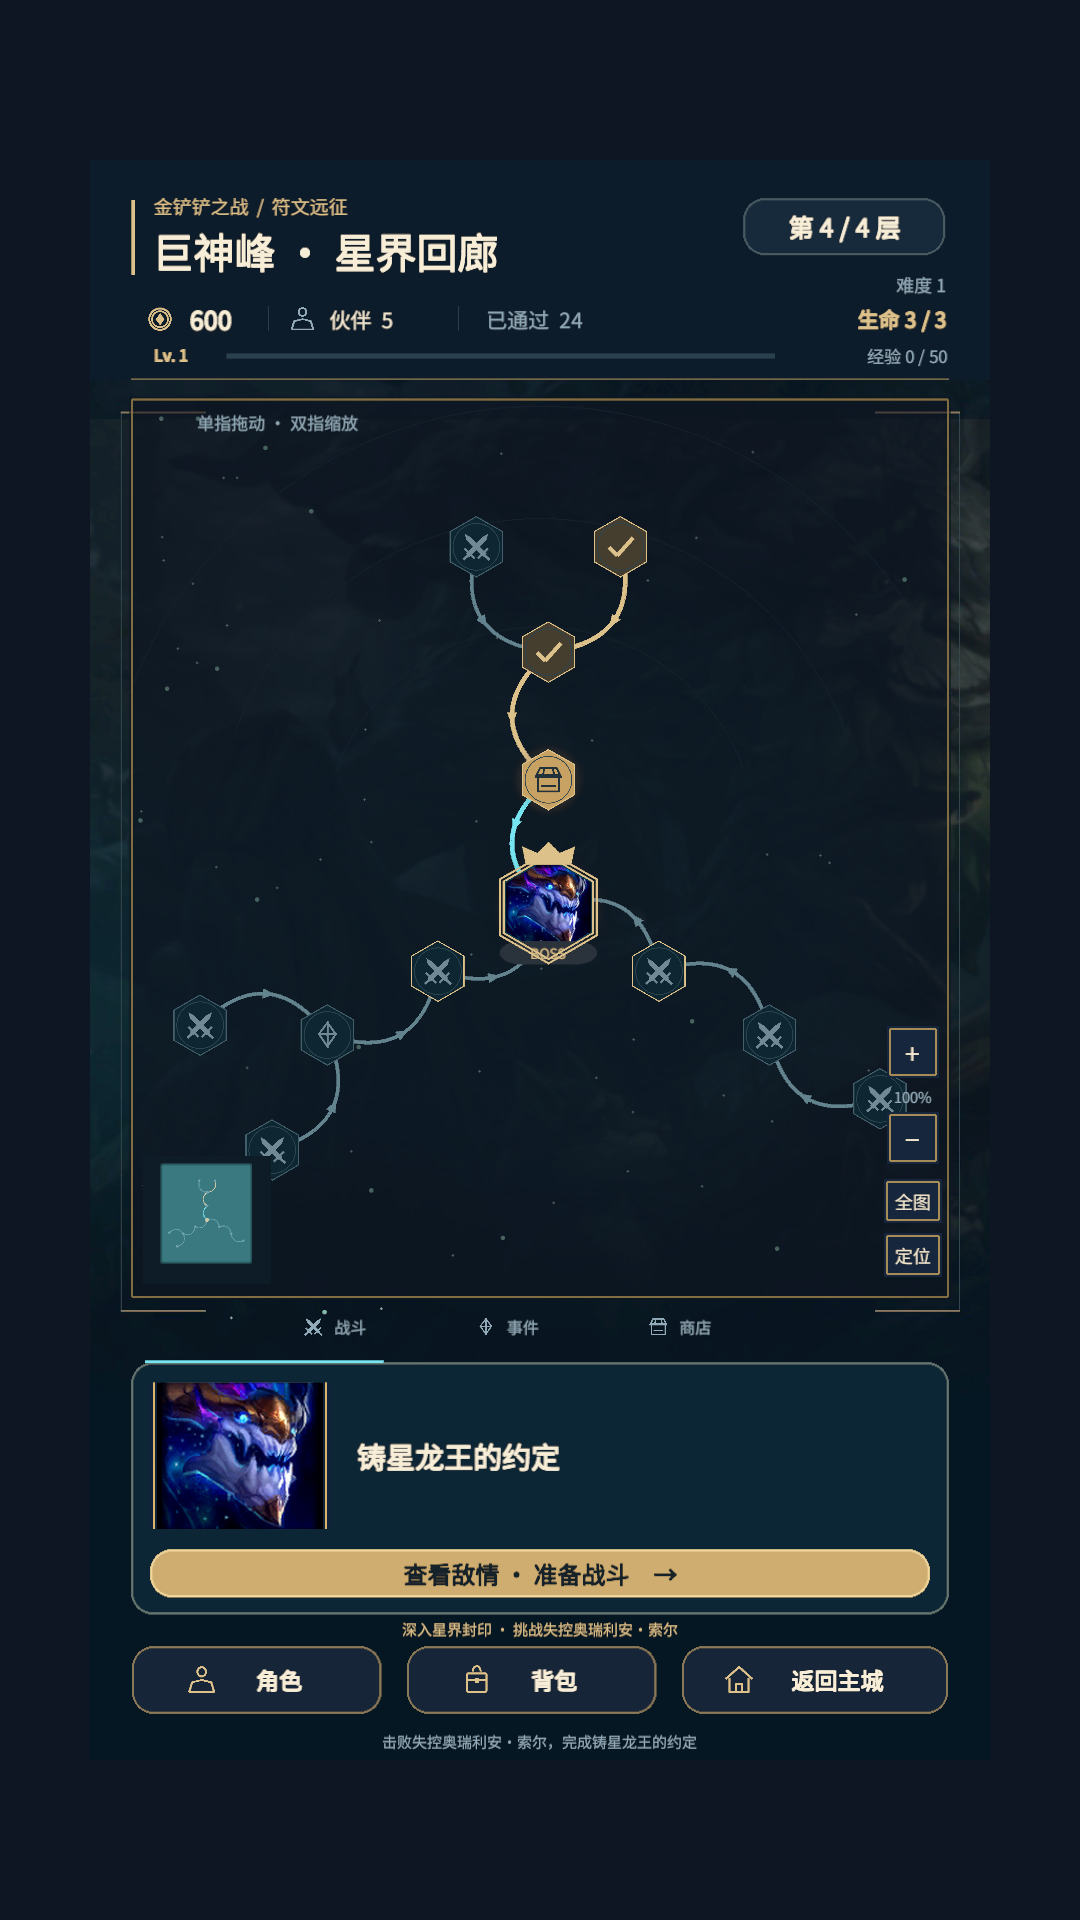 金铲铲之战 / 符文远征
巨神峰 · 星界回廊
第 4 / 4 层
难度 1
600
伙伴 5
已通过 24
生命 3 / 3
Lv. 1
经验 0 / 50
单指拖动 · 双指缩放
BOSS
+
100%
−
全图
定位
战斗
事件
商店
铸星龙王的约定
查看敌情 · 准备战斗 →
深入星界封印 · 挑战失控奥瑞利安·索尔
角色
背包
返回主城
击败失控奥瑞利安·索尔，完成铸星龙王的约定